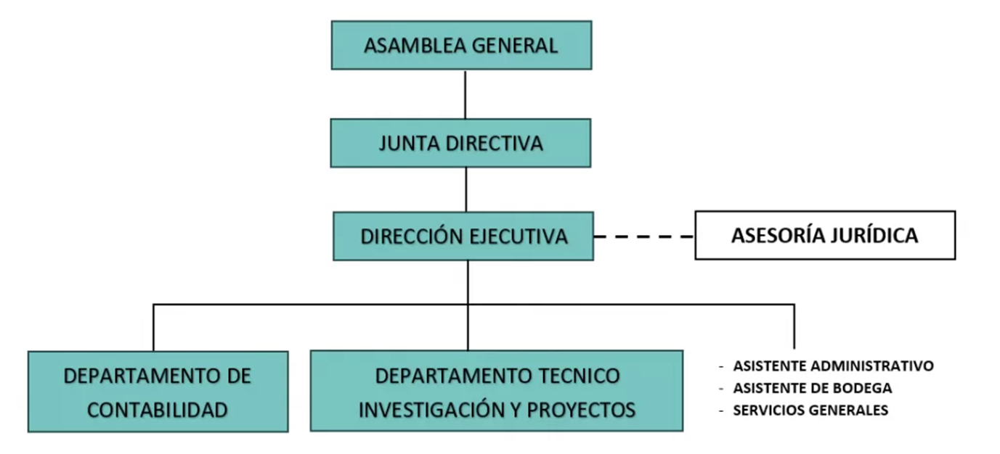 ASAMBLEA GENERAL
JUNTA DIRECTIVA
DIRECCIÓN EJECUTIVA
ASESORÍA JURÍDICA
DEPARTAMENTO DE
CONTABILIDAD
DEPARTAMENTO TECNICO
INVESTIGACIÓN Y PROYECTOS
- ASISTENTE ADMINISTRATIVO
- ASISTENTE DE BODEGA
- SERVICIOS GENERALES